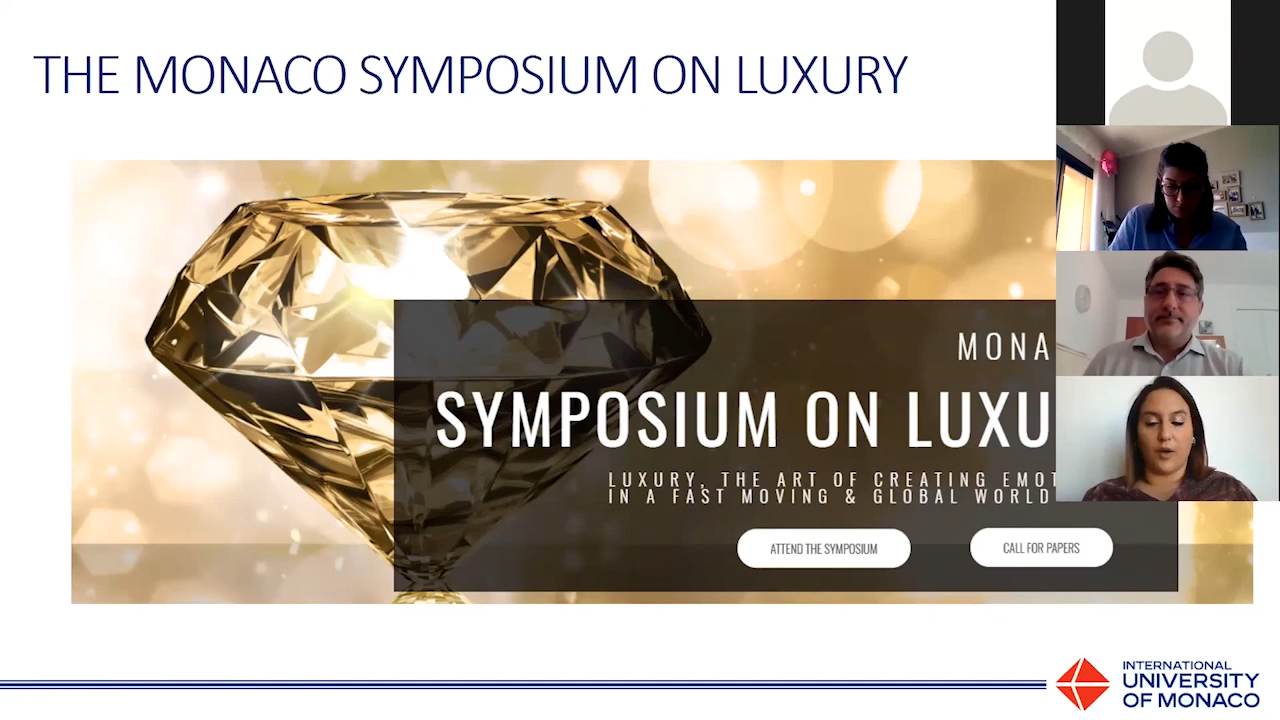 THE MONACO SYMPOSIUM ON LUXURY
MONA
SYMPOSIUM ON LUXU
LUXURY, THE ART OF CREATING EMOT
IN A FAST MOVING & GLOBAL WORLD
ATTEND THE SYMPOSIUM
CALL FOR PAPERS
INTERNATIONAL
UNIVERSITY
OF MONACO